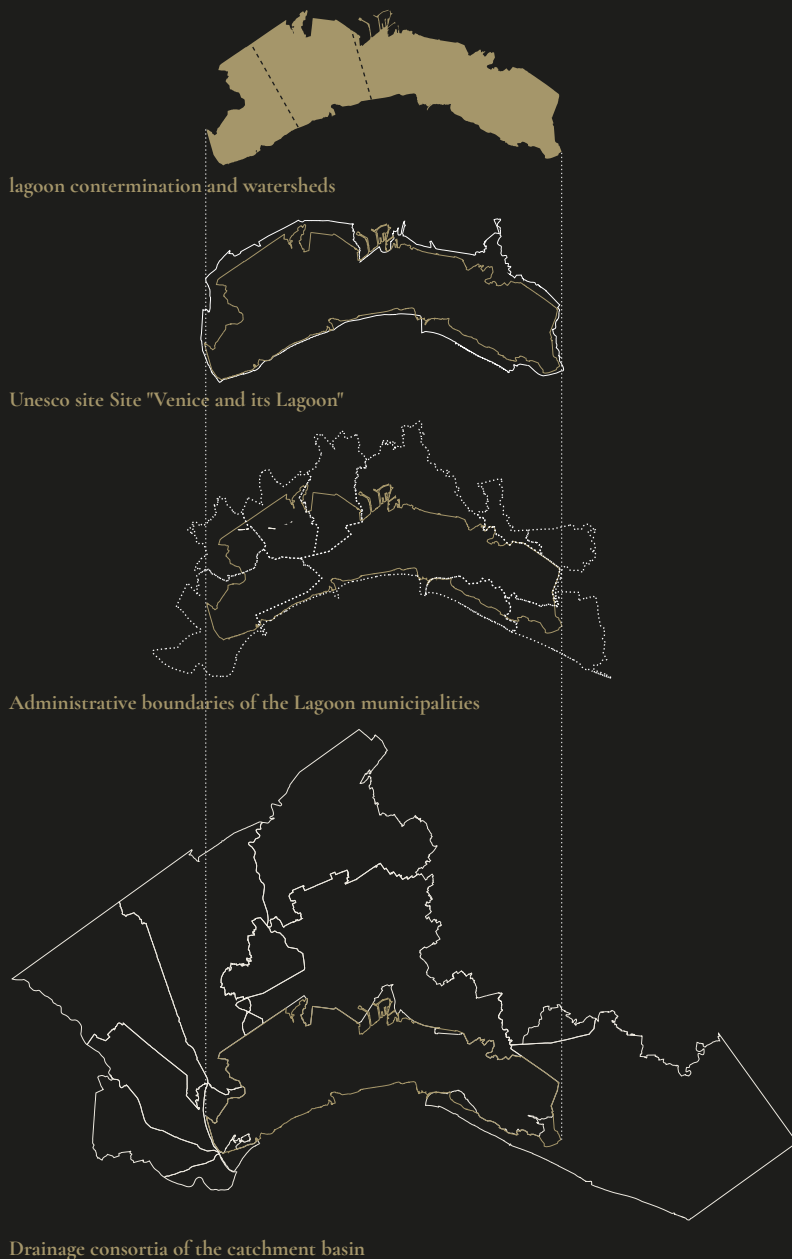 lagoon contermination and watersheds
Unesco site Site "Venice and its Lagoon"
Administrative boundaries of the Lagoon municipalities
Drainage consortia of the catchment basin